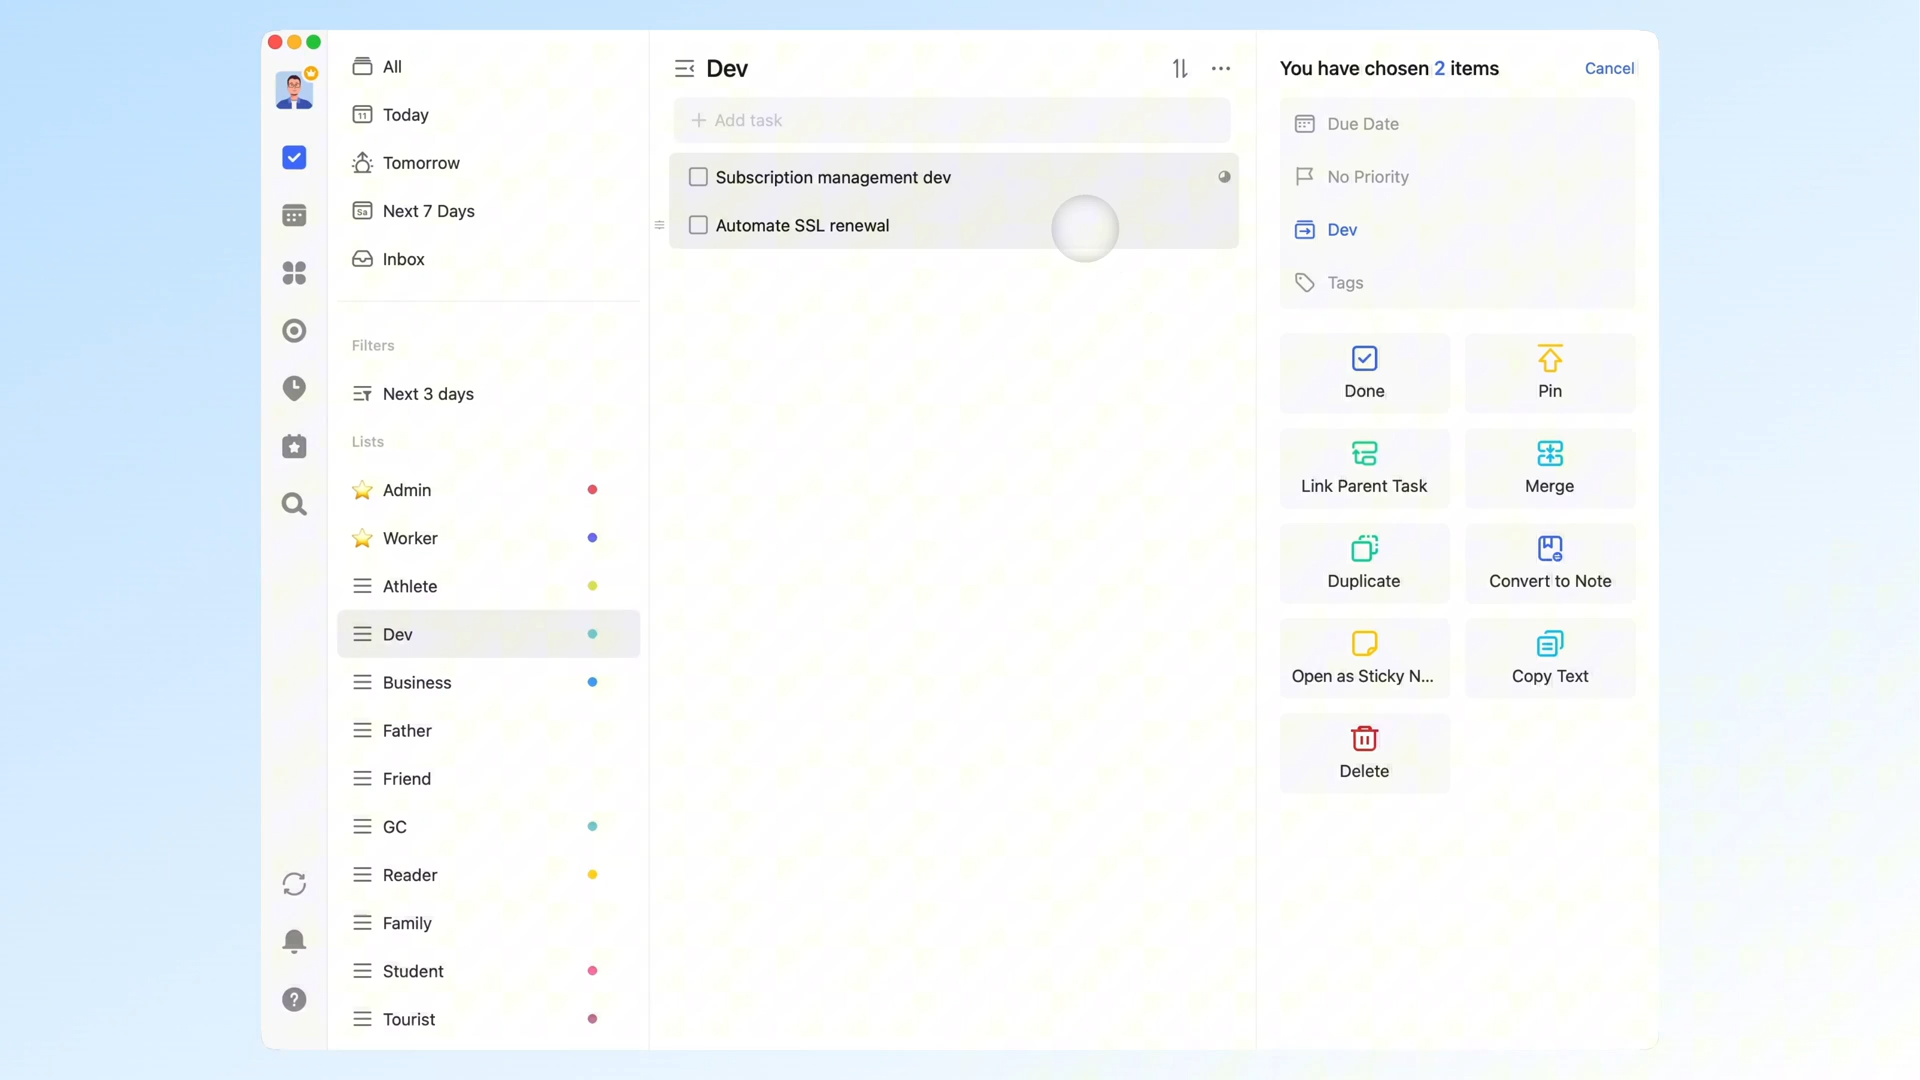 All
11
Today
Tomorrow
Sa
Next 7 Days
Inbox
Filters
Next 3 days
Lists
Admin
Worker
Athlete
Dev
Business
Father
Friend
GC
Reader
Family
Student
Tourist
Dev
Add task
Subscription management dev
Automate SSL renewal
You have chosen 2 items
Cancel
Due Date
No Priority
Dev
Tags
Done
Pin
Link Parent Task
Merge
Duplicate
Convert to Note
Open as Sticky N...
Copy Text
Delete